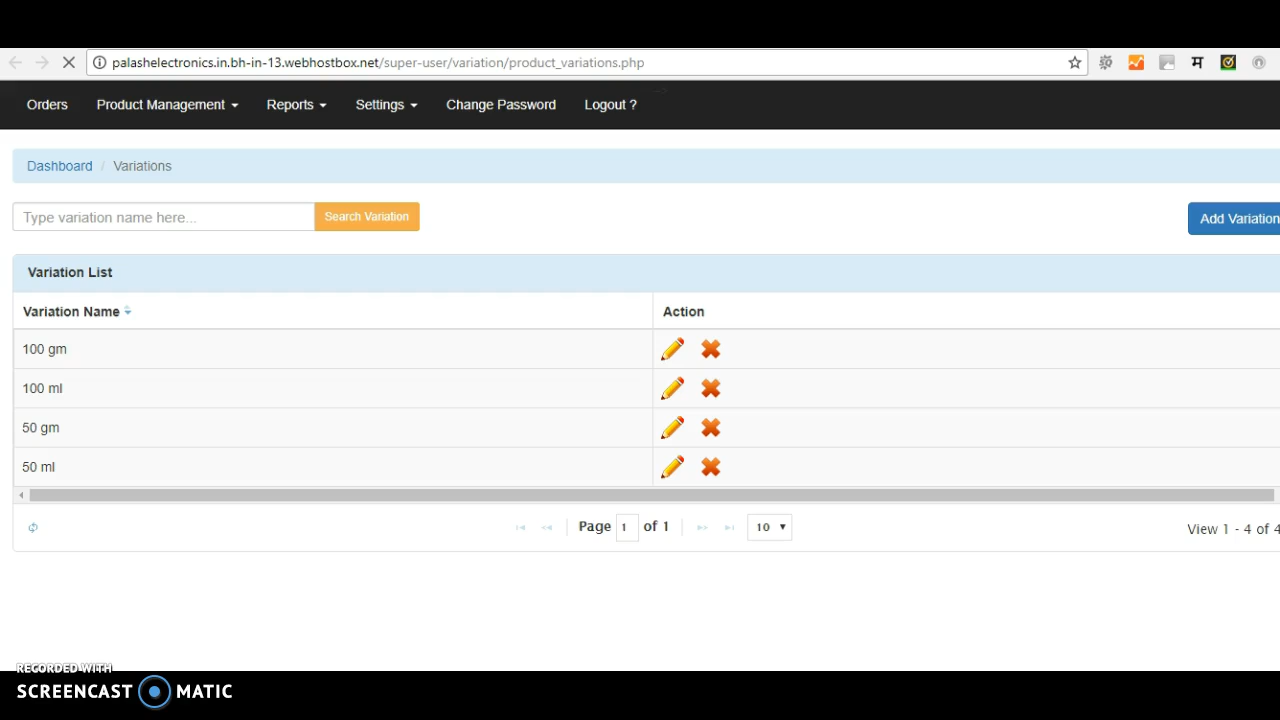 palashelectronics.in.bh-in-13.webhostbox.net/super-user/variation/product_variations.php
म
Orders Product Management Reports Settings Change Password Logout ?
Dashboard / Variations
Type variation name here... Search Variation Add Variation
Variation List
Variation Name Action
100 gm
100 ml
50 gm
50 ml
Page 1 of 1 10 View 1 - 4 of 4
RECORDED WITH
SCREENCAST MATIC